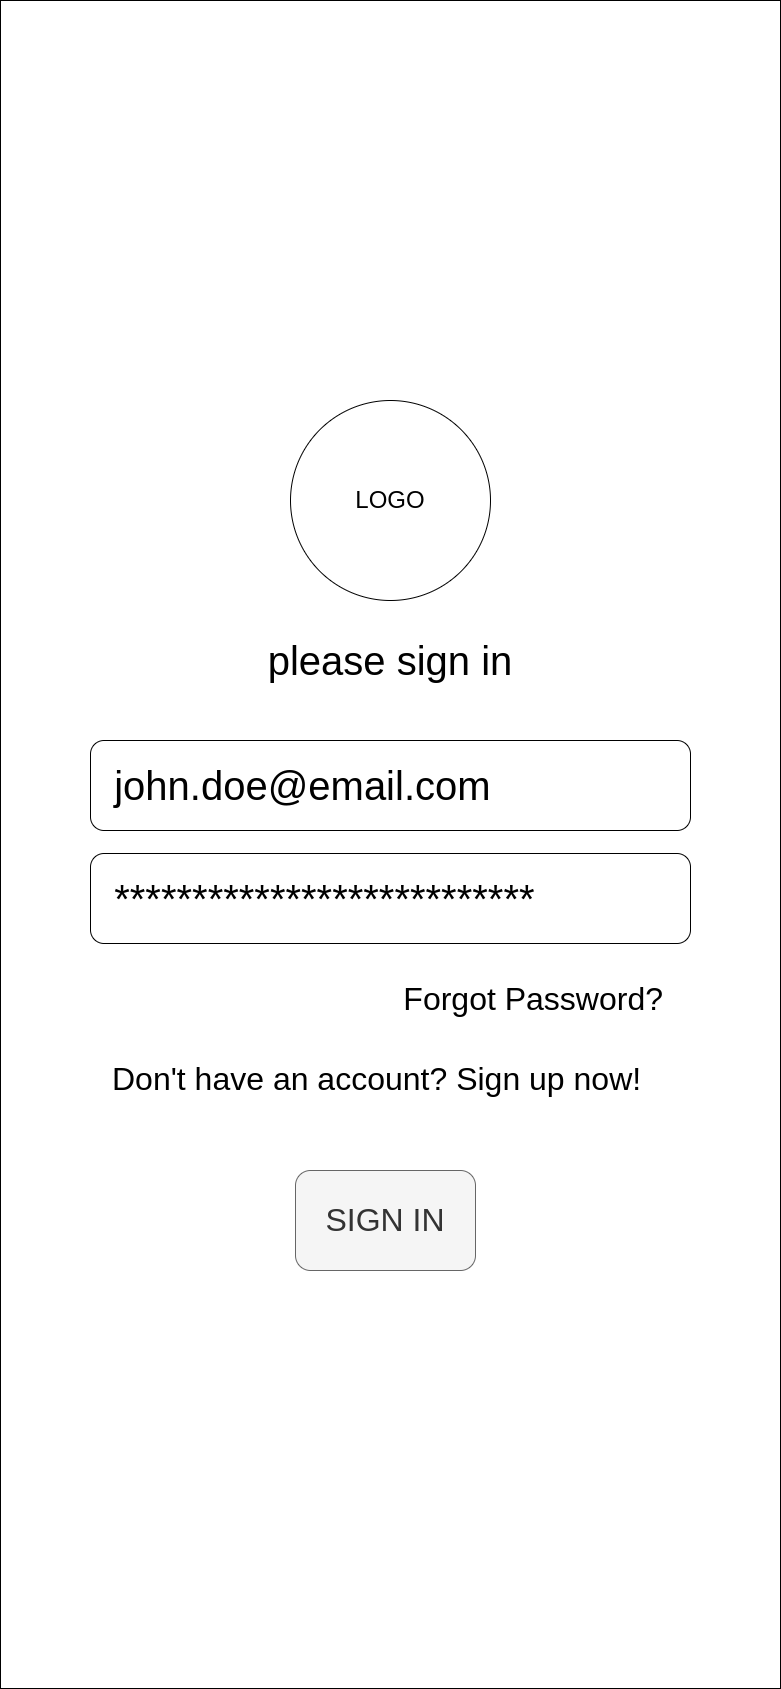 LOGO
please sign in
john.doe@email.com
***************************
Forgot Password?
Don't have an account? Sign up now!
SIGN IN